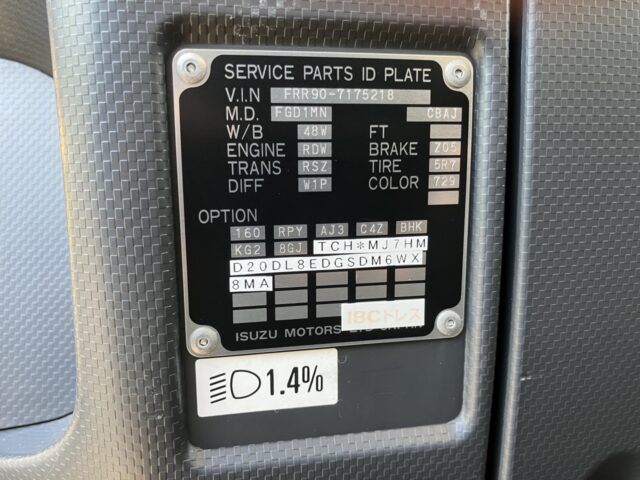 SERVICE PARTS ID PLATE
V.I.N FRR90-7175218
M.D. FGD1MN CBAJ
W/B 48W FT
ENGINE RDW BRAKE Z05
TRANS RSZ TIRE 5R7
DIFF W1P COLOR 729
OPTION
160 RPY AJ3 C4Z BHK
KG2 8GJ TCH*MJ7HM
D20DL8EDGSDM6WX
8MA
IBCドレス
ISUZU MOTORS
1.4%